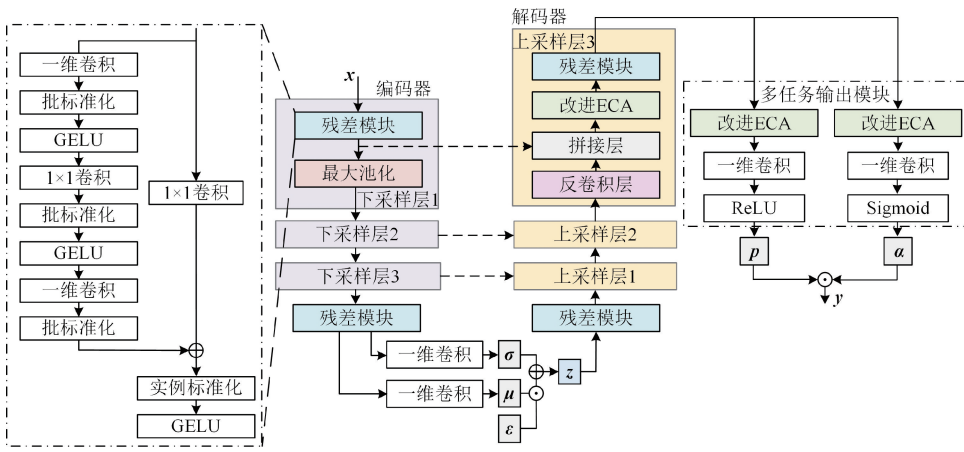 一维卷积
批标准化
GELU
1×1卷积
批标准化
GELU
一维卷积
批标准化
1×1卷积
实例标准化
GELU
x
编码器
残差模块
最大池化
下采样层1
下采样层2
下采样层3
残差模块
一维卷积
σ
一维卷积
μ
ε
z
解码器
上采样层3
残差模块
改进ECA
拼接层
反卷积层
上采样层2
上采样层1
残差模块
多任务输出模块
改进ECA
一维卷积
ReLU
p
改进ECA
一维卷积
Sigmoid
α
y